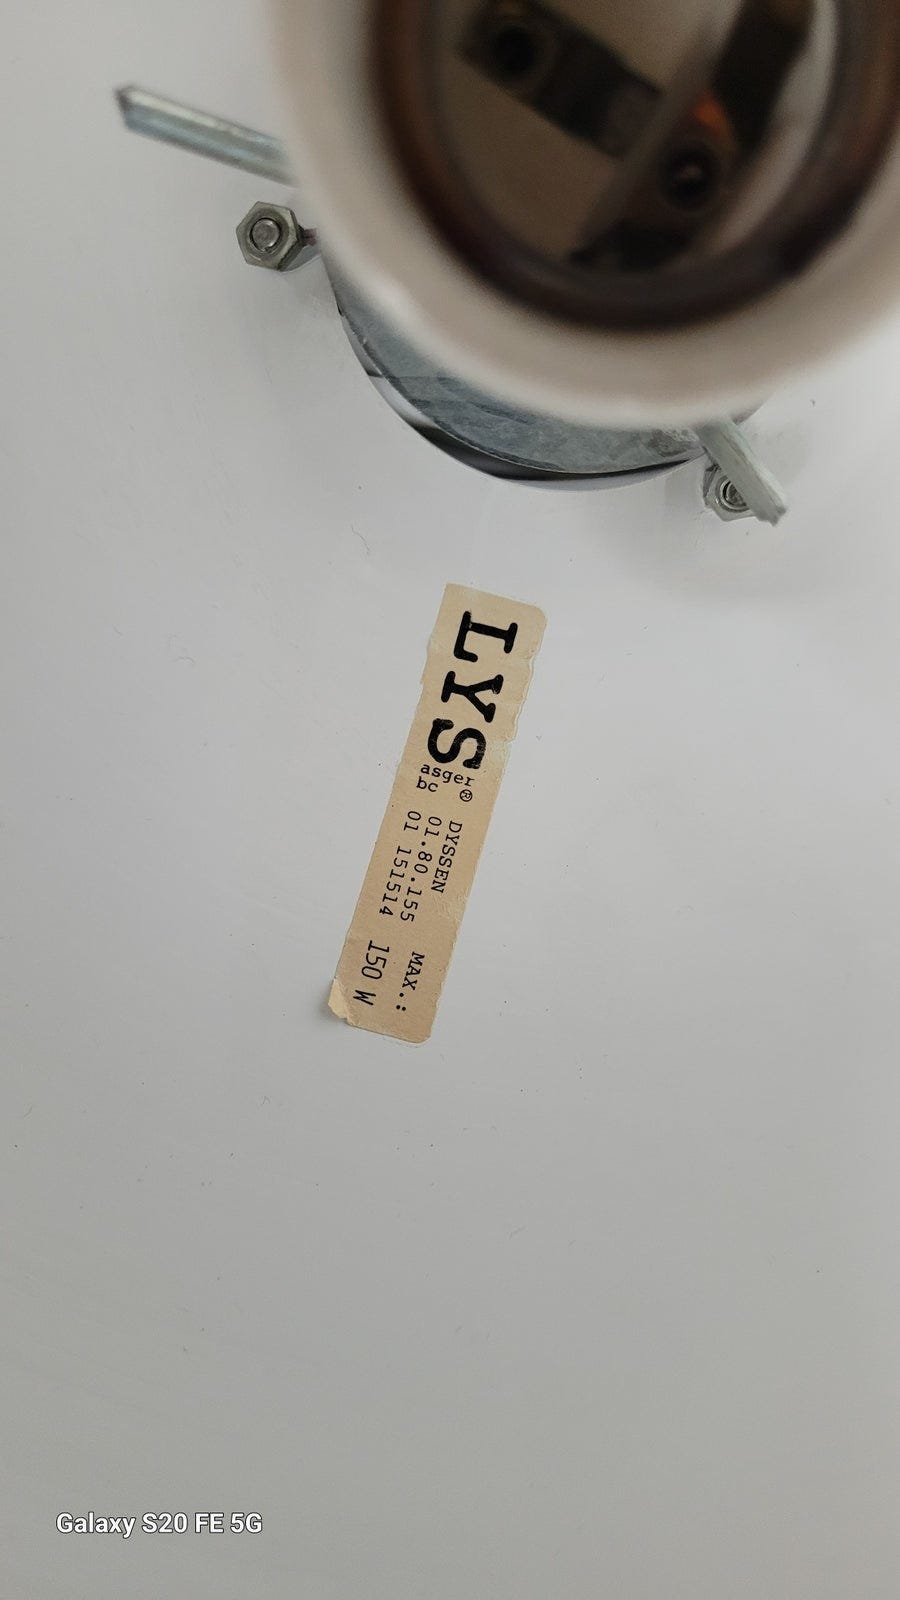 LYS
asger ®
bc
DYSSEN
01.80.155 MAX.:
01 151514 150 W
Galaxy S20 FE 5G